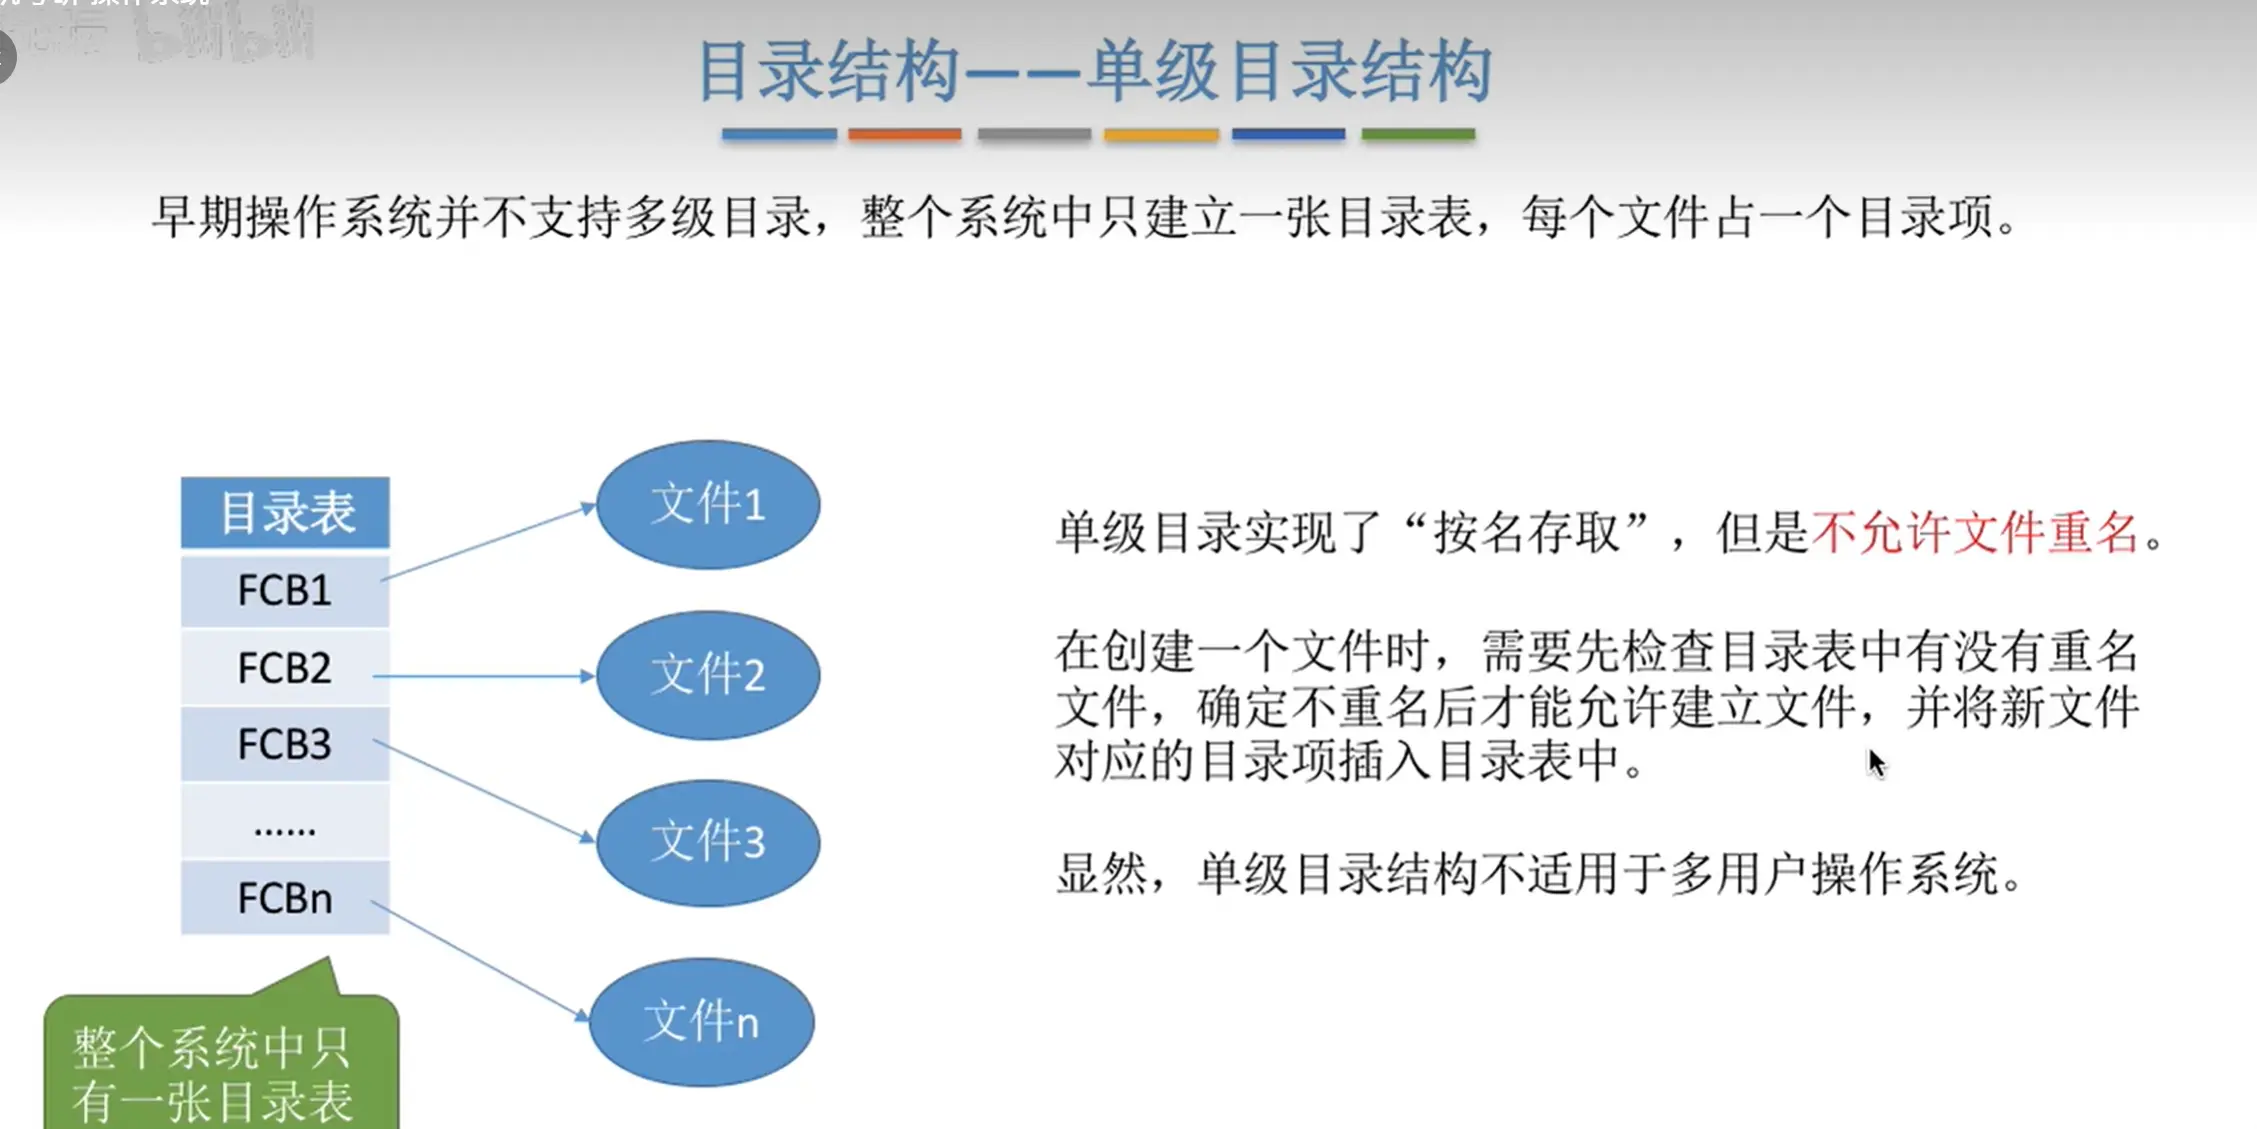 目录结构——单级目录结构
早期操作系统并不支持多级目录，整个系统中只建立一张目录表，每个文件占一个目录项。
目录表
FCB1
FCB2
FCB3
……
FCBn
文件1
文件2
文件3
文件n
整个系统中只
有一张目录表
单级目录实现了“按名存取”，但是不允许文件重名。
在创建一个文件时，需要先检查目录表中有没有重名
文件，确定不重名后才能允许建立文件，并将新文件
对应的目录项插入目录表中。
显然，单级目录结构不适用于多用户操作系统。
bilibili